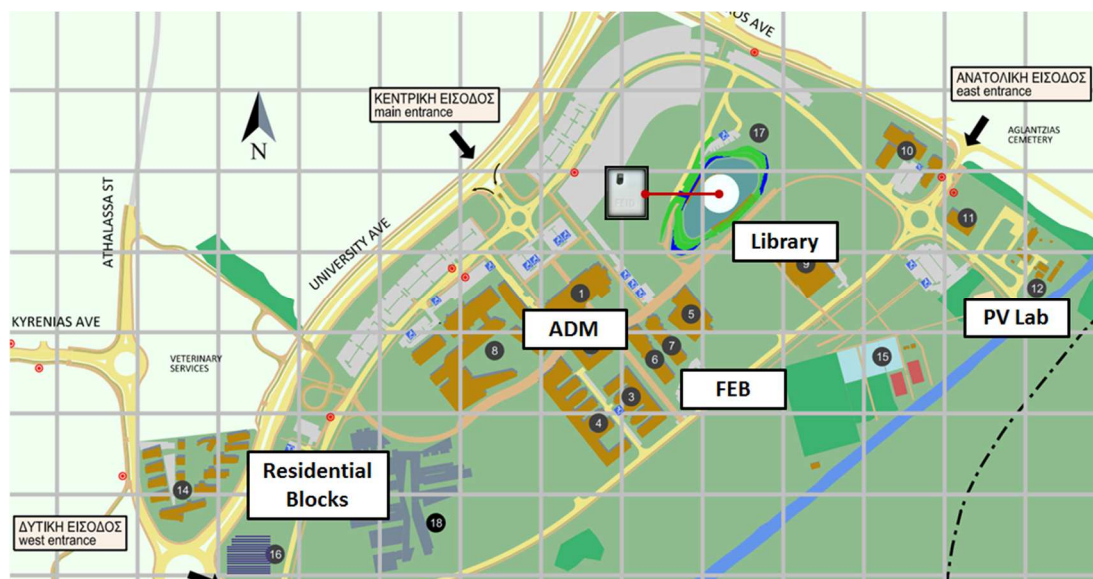 OS AVE
ΚΕΝΤΡΙΚΗ ΕΙΣΟΔΟΣ
main entrance
ΑΝΑΤΟΛΙΚΗ ΕΙΣΟΔΟΣ
east entrance
AGLANTZIAS
CEMETERY
N
17
10
ATHALASSA ST
UNIVERSITY AVE
11
Library
9
12
1
5
ADM
PV Lab
KYRENIAS AVE
VETERINARY
SERVICES
8
7
6
15
FEB
3
4
Residential
Blocks
14
18
ΔΥΤΙΚΗ ΕΙΣΟΔΟΣ
west entrance
16